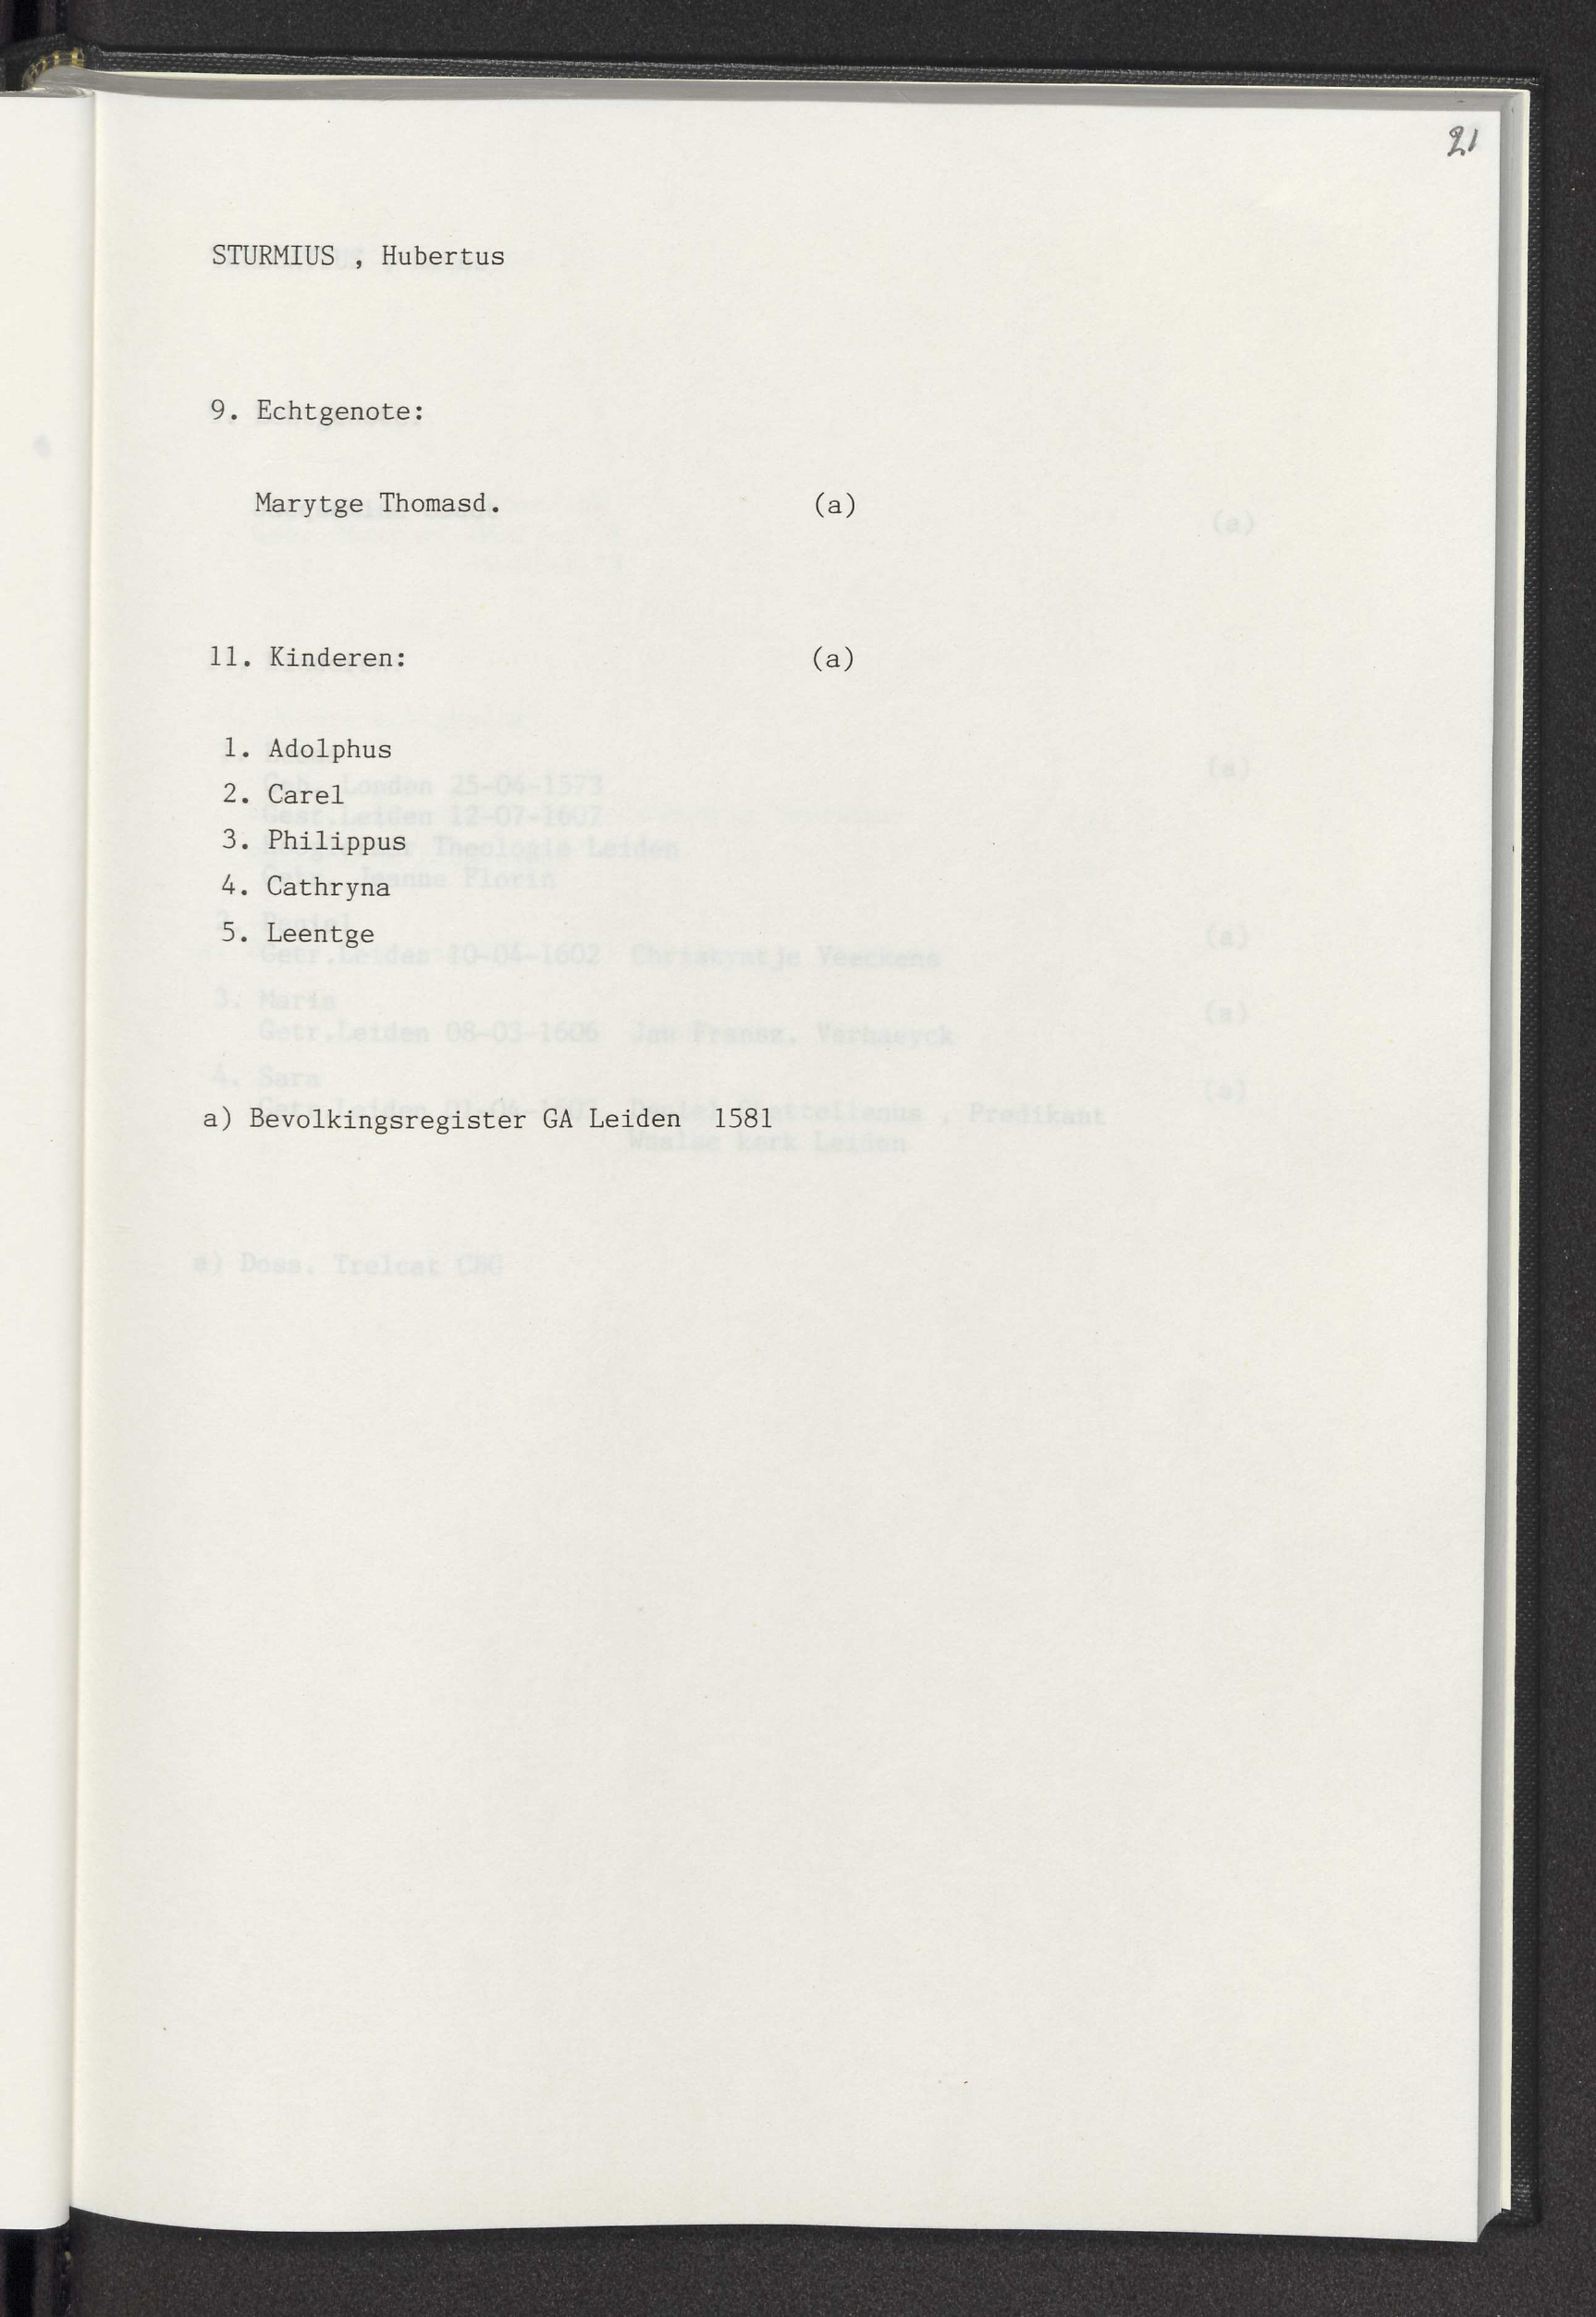 21
STURMIUS , Hubertus
9. Echtgenote:
Marytge Thomasd. (a)
11. Kinderen: (a)
1. Adolphus
2. Carel
3. Philippus
4. Cathryna
5. Leentge
a) Bevolkingsregister GA Leiden 1581